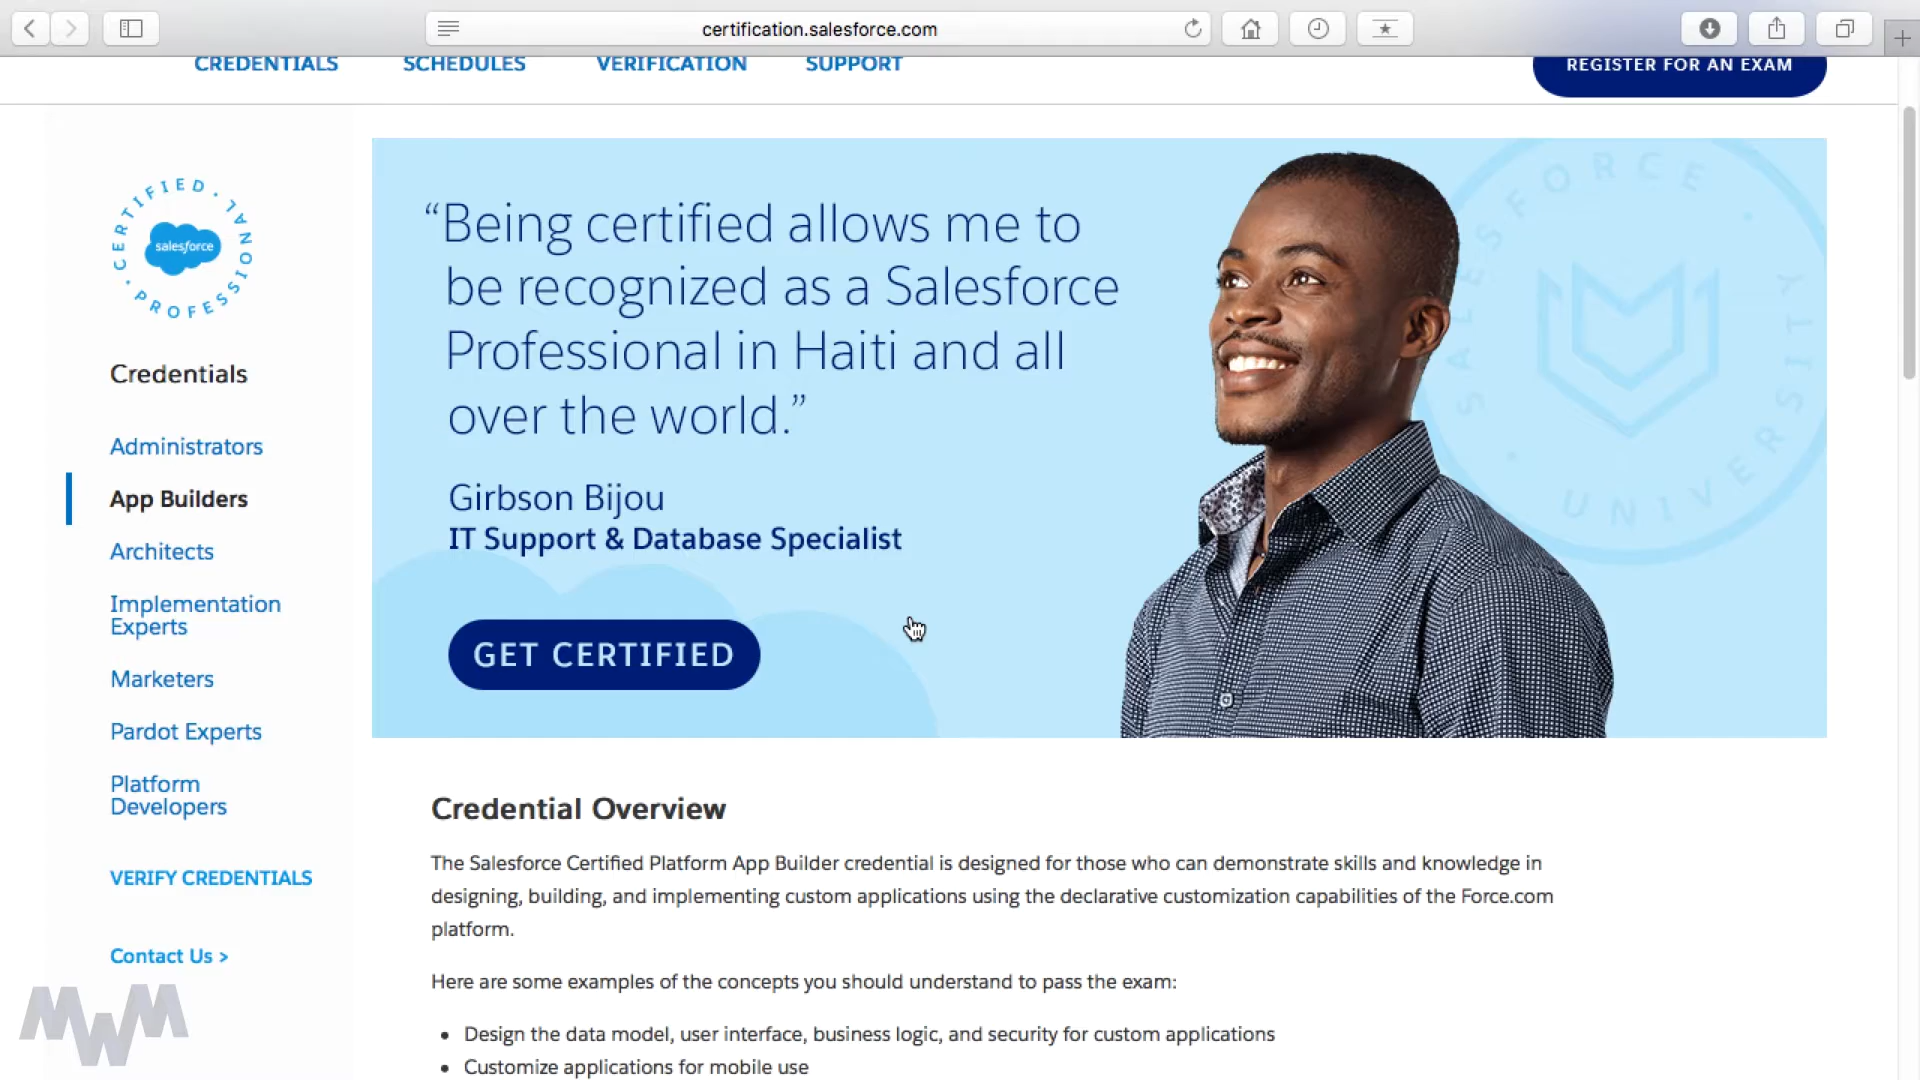 certification.salesforce.com
CREDENTIALS SCHEDULES VERIFICATION SUPPORT
REGISTER FOR AN EXAM
CERTIFIED · PROFESSIONAL ·
salesforce
Credentials
Administrators
App Builders
Architects
Implementation
Experts
Marketers
Pardot Experts
Platform
Developers
VERIFY CREDENTIALS
Contact Us >
MWM
“Being certified allows me to
be recognized as a Salesforce
Professional in Haiti and all
over the world.”
Girbson Bijou
IT Support & Database Specialist
GET CERTIFIED
SALESFORCE · UNIVERSITY ·
Credential Overview
The Salesforce Certified Platform App Builder credential is designed for those who can demonstrate skills and knowledge in
designing, building, and implementing custom applications using the declarative customization capabilities of the Force.com
platform.
Here are some examples of the concepts you should understand to pass the exam:
• Design the data model, user interface, business logic, and security for custom applications
• Customize applications for mobile use